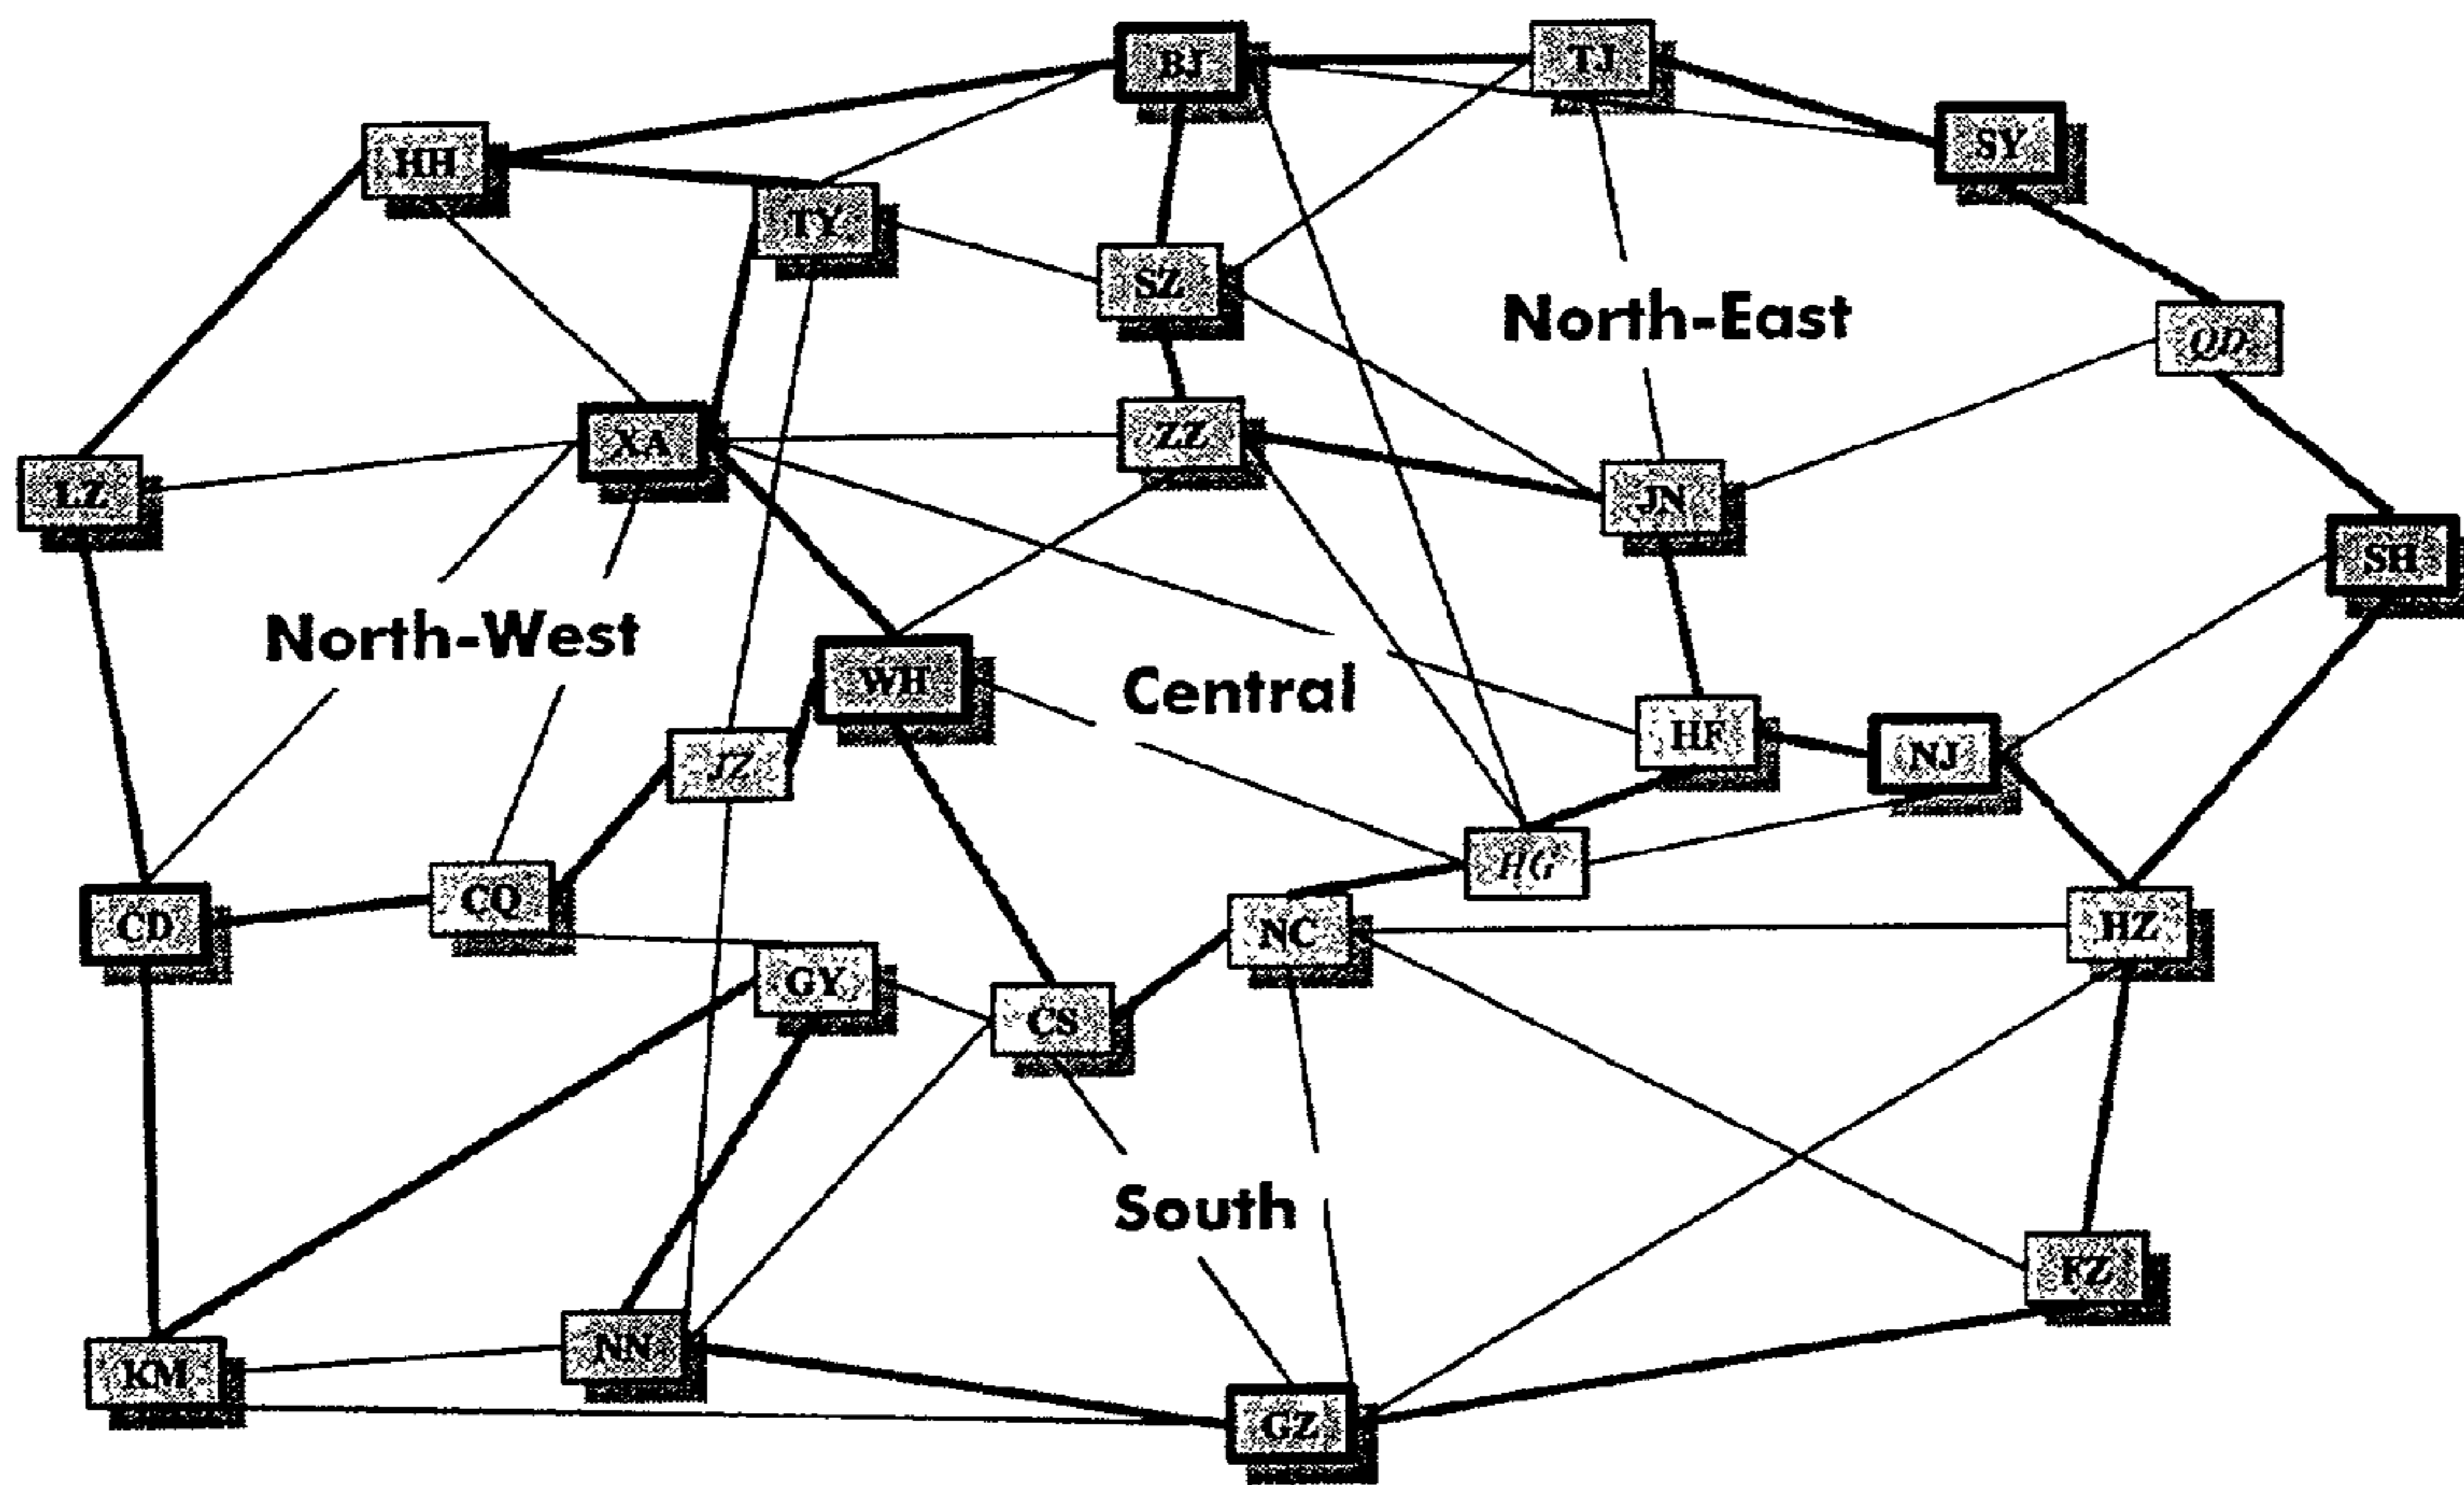 BJ
TJ
SY
HH
TY
SZ
North-East
QD
XA
ZZ
LZ
JN
SH
North-West
WH
Central
HF
NJ
JZ
HG
CD
CQ
NC
HZ
GY
CS
South
FZ
KM
NN
GZ